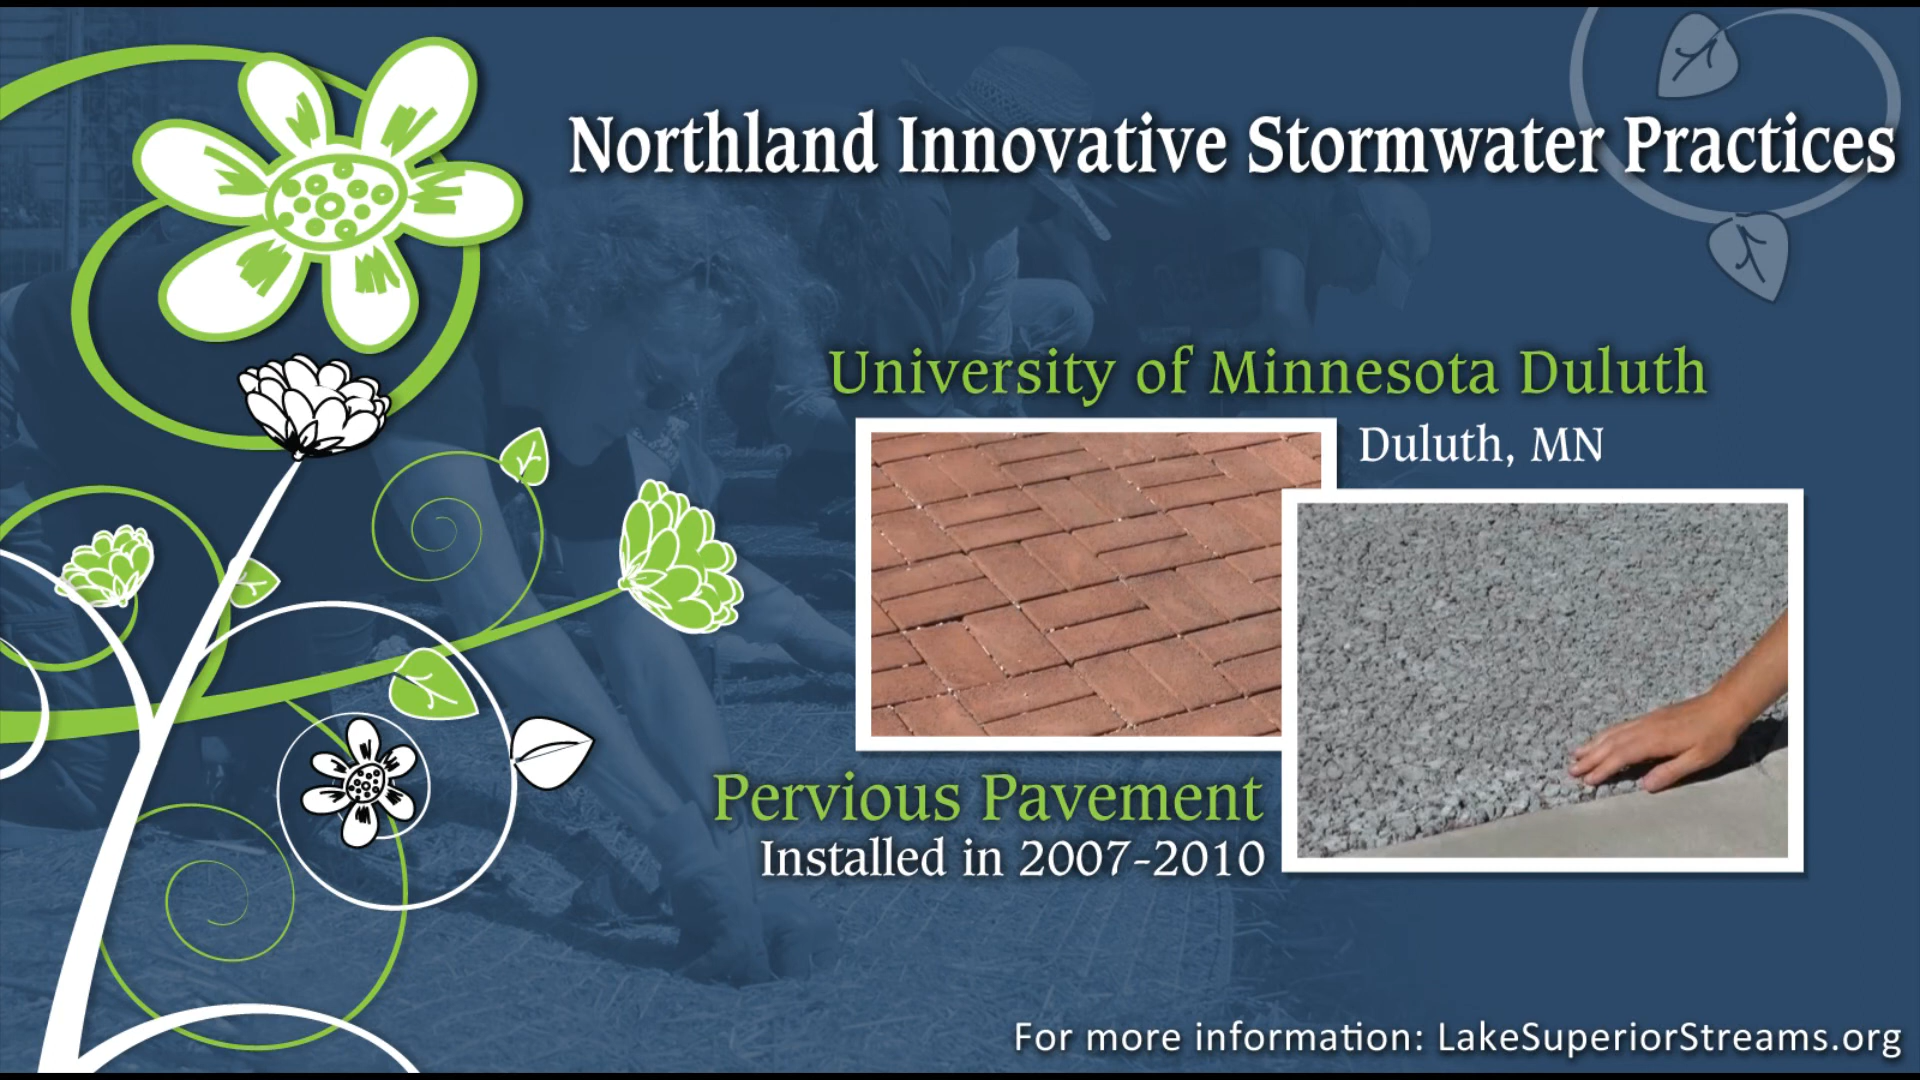 Northland Innovative Stormwater Practices
University of Minnesota Duluth
Duluth, MN
Pervious Pavement
Installed in 2007-2010
For more information: LakeSuperiorStreams.org